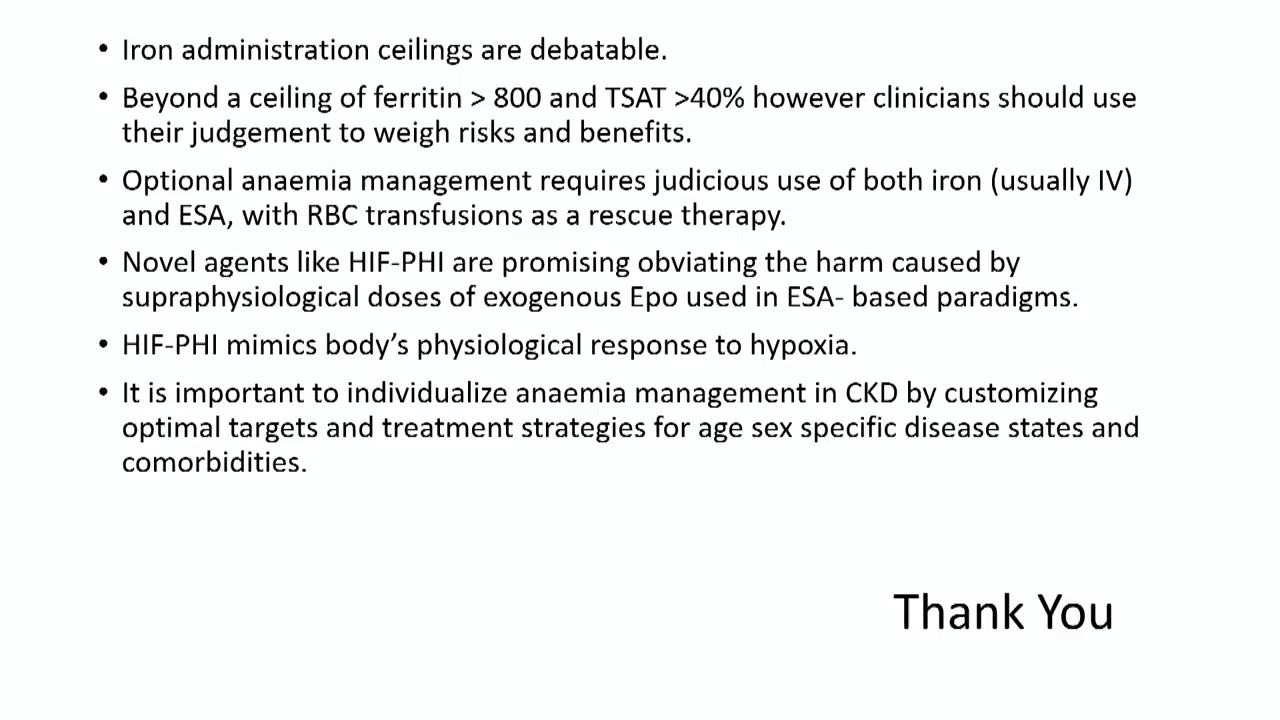 • Iron administration ceilings are debatable.
• Beyond a ceiling of ferritin > 800 and TSAT >40% however clinicians should use
their judgement to weigh risks and benefits.
• Optional anaemia management requires judicious use of both iron (usually IV)
and ESA, with RBC transfusions as a rescue therapy.
• Novel agents like HIF-PHI are promising obviating the harm caused by
supraphysiological doses of exogenous Epo used in ESA- based paradigms.
• HIF-PHI mimics body’s physiological response to hypoxia.
• It is important to individualize anaemia management in CKD by customizing
optimal targets and treatment strategies for age sex specific disease states and
comorbidities.
Thank You